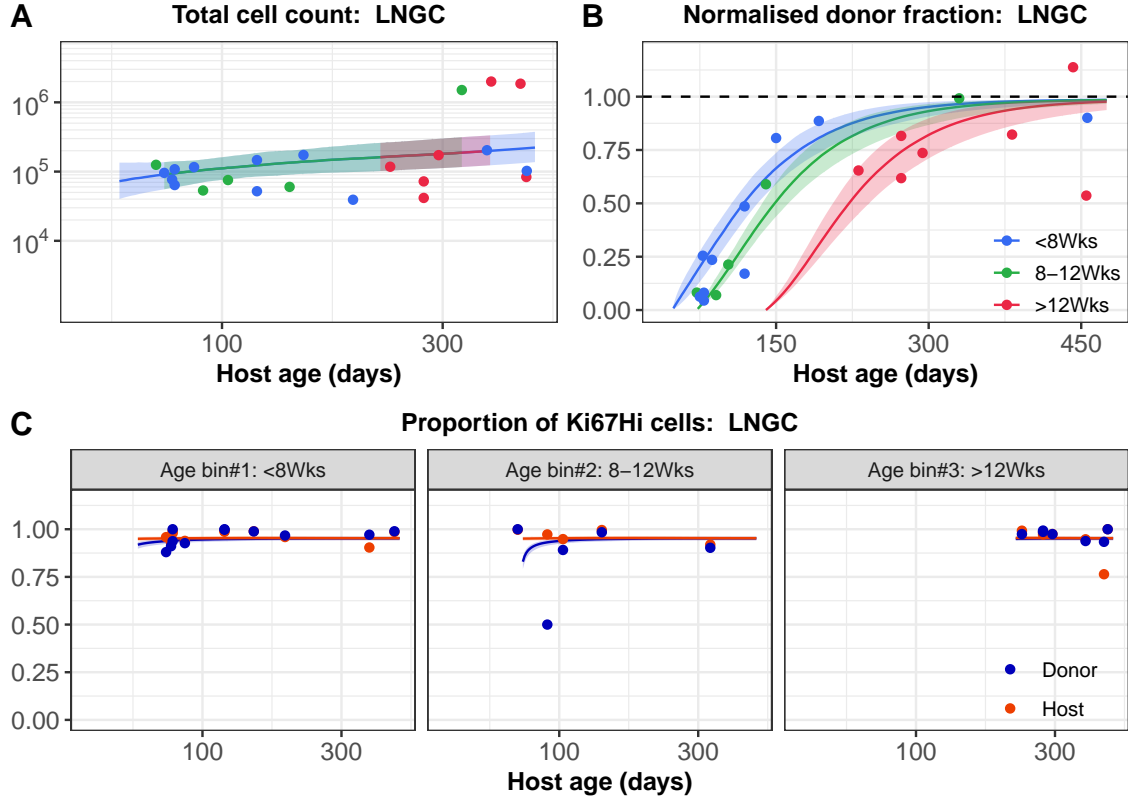 A
Total cell count: LNGC
10^6
10^5
10^4
100
300
Host age (days)
B
Normalised donor fraction: LNGC
1.00
0.75
0.50
0.25
0.00
<8Wks
8−12Wks
>12Wks
150
300
450
Host age (days)
C
Proportion of Ki67Hi cells: LNGC
Age bin#1: <8Wks
Age bin#2: 8−12Wks
Age bin#3: >12Wks
1.00
0.75
0.50
0.25
0.00
Donor
Host
100
300
100
300
100
300
Host age (days)